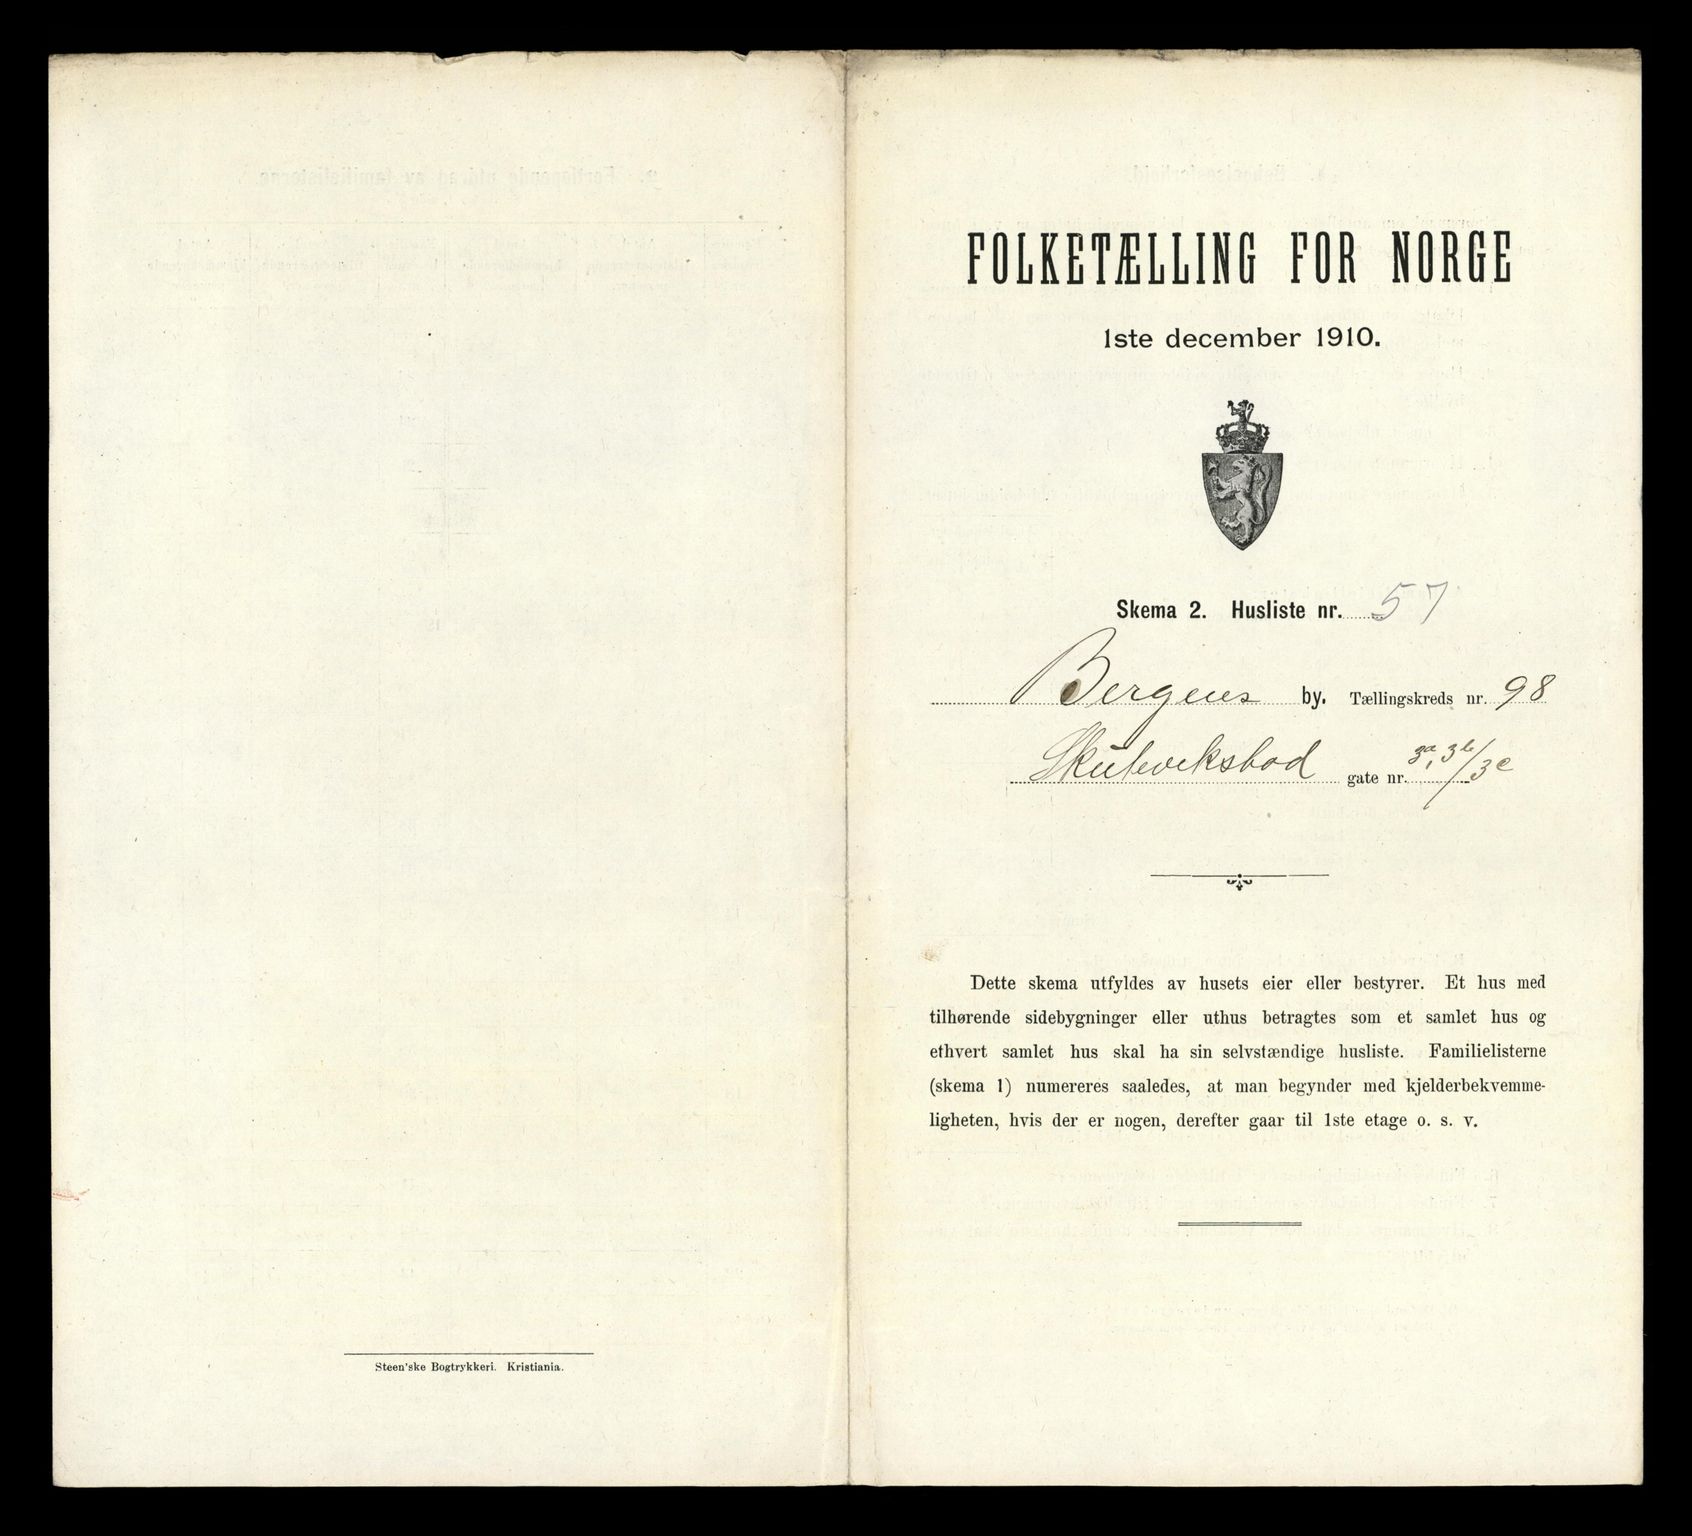 FOLKETÆLLING FOR NORGE
1ste december 1910.
Skema 2. Husliste nr. 57
Bergens by. Tællingskreds nr. 98
Skuteviksbod gate nr. 3a, 3b/3c
Dette skema utfyldes av husets eier eller bestyrer. Et hus med
tilhørende sidebygninger eller uthus betragtes som et samlet hus og
ethvert samlet hus skal ha sin selvstændige husliste. Familielisterne
(skema 1) numereres saaledes, at man begynder med kjelderbekvemme-
ligheten, hvis der er nogen, derefter gaar til 1ste etage o. s. v.
Steen'ske Bogtrykkeri. Kristiania.